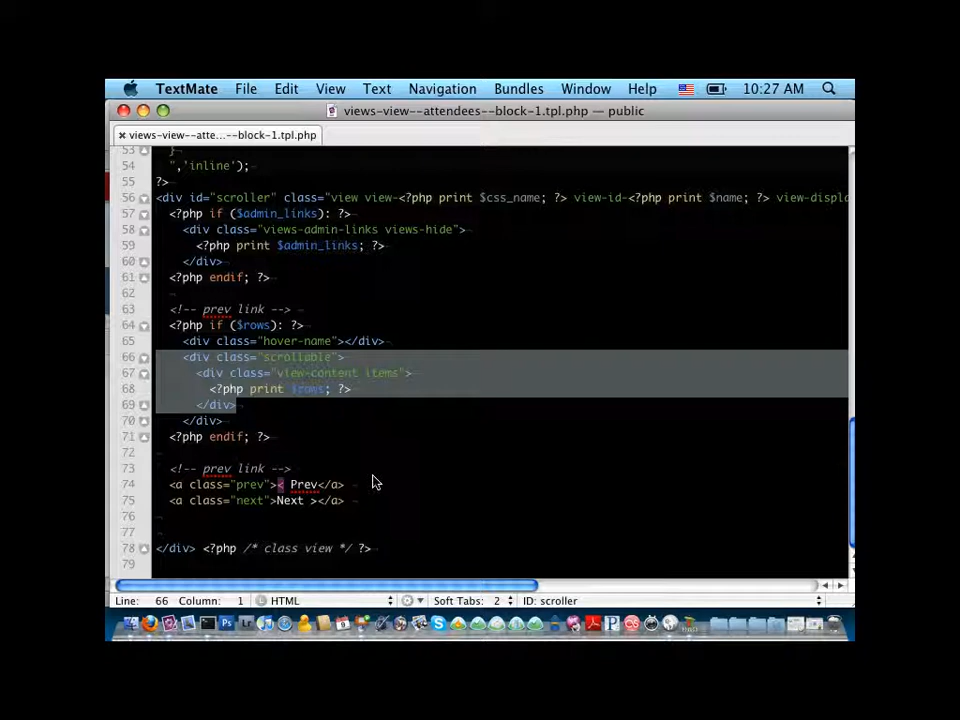 TextMate File Edit View Text Navigation Bundles Window Help 10:27 AM
views-view--attendees--block-1.tpl.php — public
views-view--atte...--block-1.tpl.php
53 }
54 ",'inline');
55 ?>
56 <div id="scroller" class="view view-<?php print $css_name; ?> view-id-<?php print $name; ?> view-displa
57 <?php if ($admin_links): ?>
58 <div class="views-admin-links views-hide">
59 <?php print $admin_links; ?>
60 </div>
61 <?php endif; ?>
62
63 <!-- prev link -->
64 <?php if ($rows): ?>
65 <div class="hover-name"></div>
66 <div class="scrollable">
67 <div class="view-content items">
68 <?php print $rows; ?>
69 </div>
70 </div>
71 <?php endif; ?>
72
73 <!-- prev link -->
74 <a class="prev">< Prev</a>
75 <a class="next">Next ></a>
76
77
78 </div> <?php /* class view */ ?>
79
Line: 66 Column: 1 L HTML Soft Tabs: 2 ID: scroller
Ps Lr 9 S P